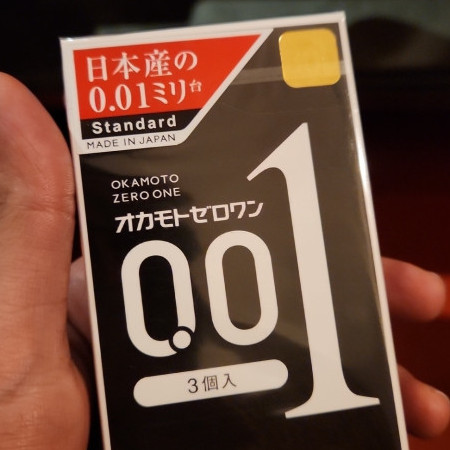 日本産の
0.01ミリ台
Standard
MADE IN JAPAN
OKAMOTO
ZERO ONE
オカモトゼロワン
0.01
3個入